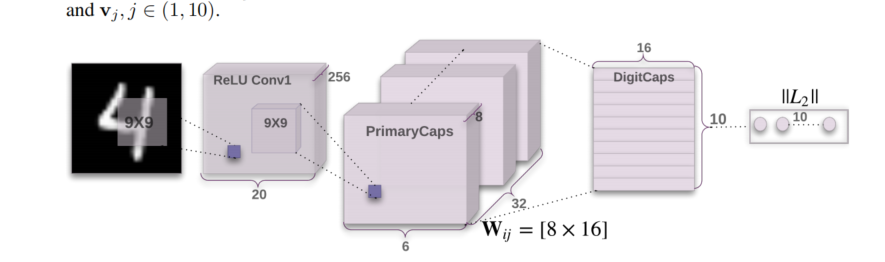 and v_j, j ∈ (1, 10).
16
ReLU Conv1
256
DigitCaps
8
||L₂||
9X9
9X9
PrimaryCaps
10
10
20
32
W_ij = [8 × 16]
6